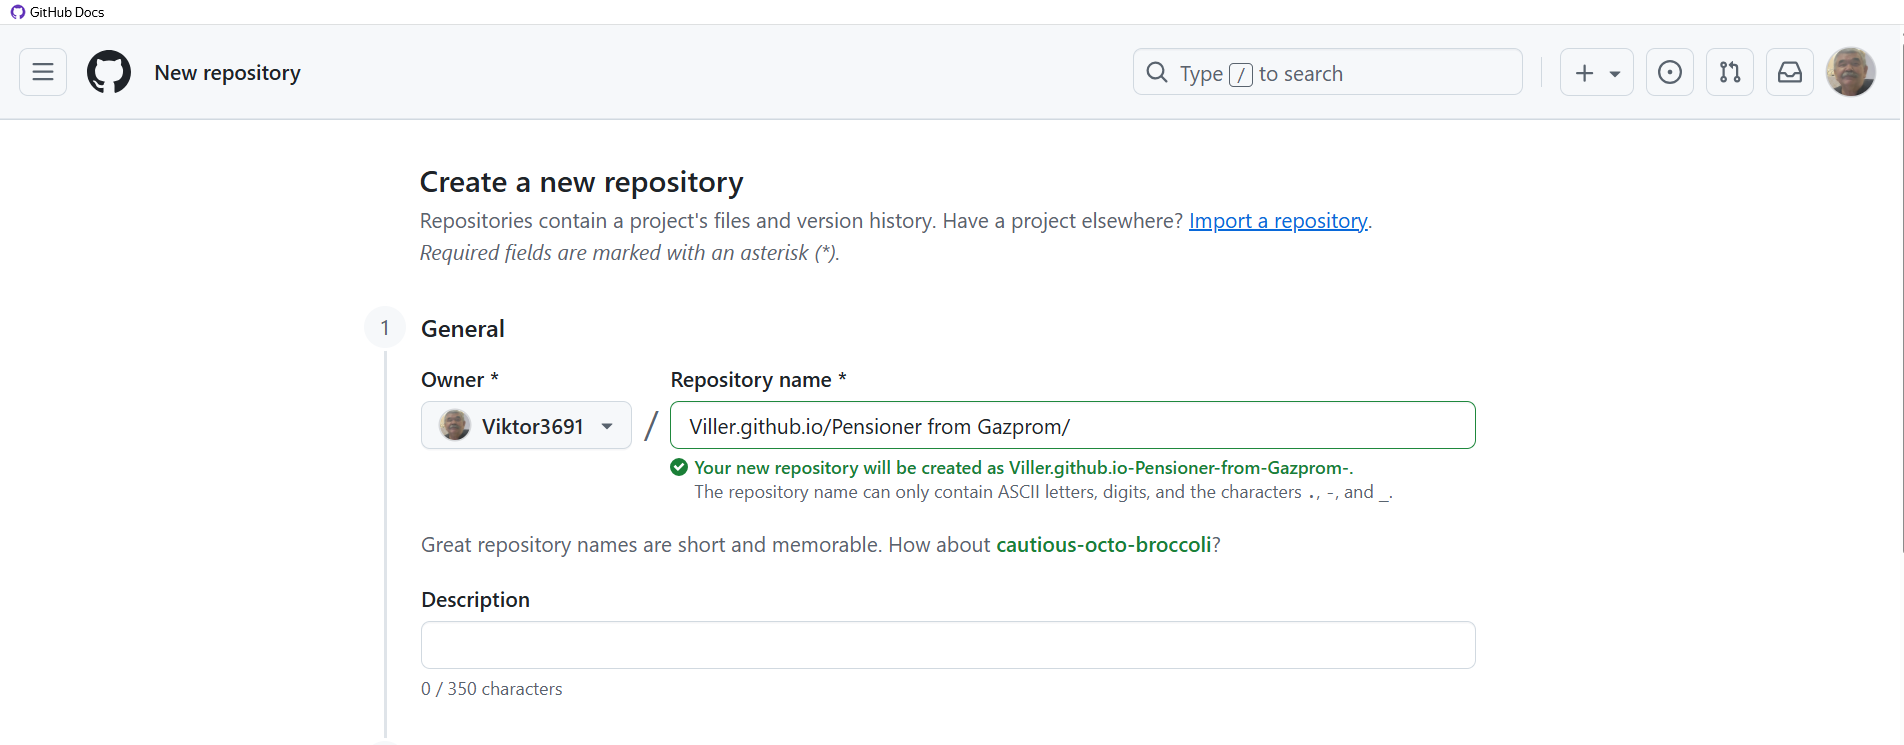 GitHub Docs
New repository
Type / to search
Create a new repository
Repositories contain a project's files and version history. Have a project elsewhere? Import a repository.
Required fields are marked with an asterisk (*).
1
General
Owner *
Repository name *
Viktor3691
/
Viller.github.io/Pensioner from Gazprom/
Your new repository will be created as Viller.github.io-Pensioner-from-Gazprom-.
The repository name can only contain ASCII letters, digits, and the characters ., -, and _.
Great repository names are short and memorable. How about cautious-octo-broccoli?
Description
0 / 350 characters